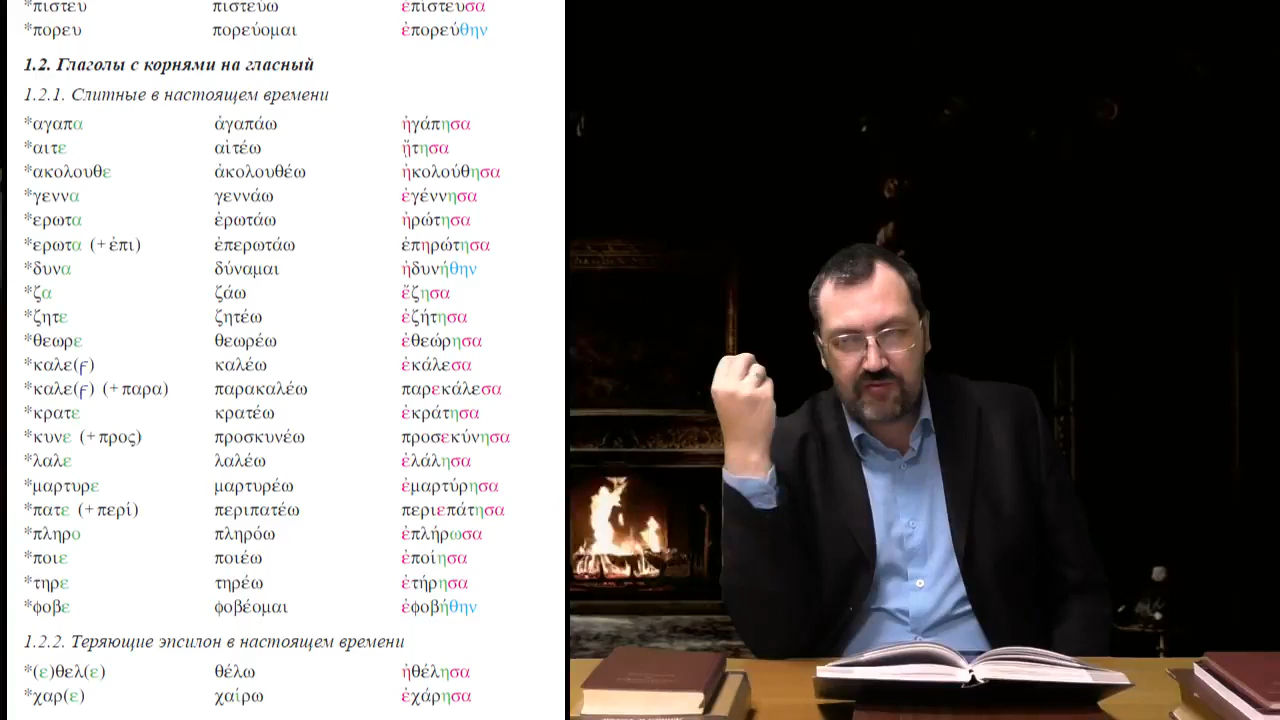 *πιστευ πιστεύω ἐπίστευσα
*πορευ πορεύομαι ἐπορεύθην
1.2. Глаголы с корнями на гласный
1.2.1. Слитные в настоящем времени
*αγαπα ἀγαπάω ἠγάπησα
*αιτε αἰτέω ᾔτησα
*ακολουθε ἀκολουθέω ἠκολούθησα
*γεννα γεννάω ἐγέννησα
*ερωτα ἐρωτάω ἠρώτησα
*ερωτα (+ἐπι) ἐπερωτάω ἐπηρώτησα
*δυνα δύναμαι ἠδυνήθην
*ζα ζάω ἔζησα
*ζητε ζητέω ἐζήτησα
*θεωρε θεωρέω ἐθεώρησα
*καλε(ϝ) καλέω ἐκάλεσα
*καλε(ϝ) (+παρα) παρακαλέω παρεκάλεσα
*κρατε κρατέω ἐκράτησα
*κυνε (+προς) προσκυνέω προσεκύνησα
*λαλε λαλέω ἐλάλησα
*μαρτυρε μαρτυρέω ἐμαρτύρησα
*πατε (+περί) περιπατέω περιεπάτησα
*πληρο πληρόω ἐπλήρωσα
*ποιε ποιέω ἐποίησα
*τηρε τηρέω ἐτήρησα
*φοβε φοβέομαι ἐφοβήθην
1.2.2. Теряющие эпсилон в настоящем времени
*(ε)θελ(ε) θέλω ἠθέλησα
*χαρ(ε) χαίρω ἐχάρησα